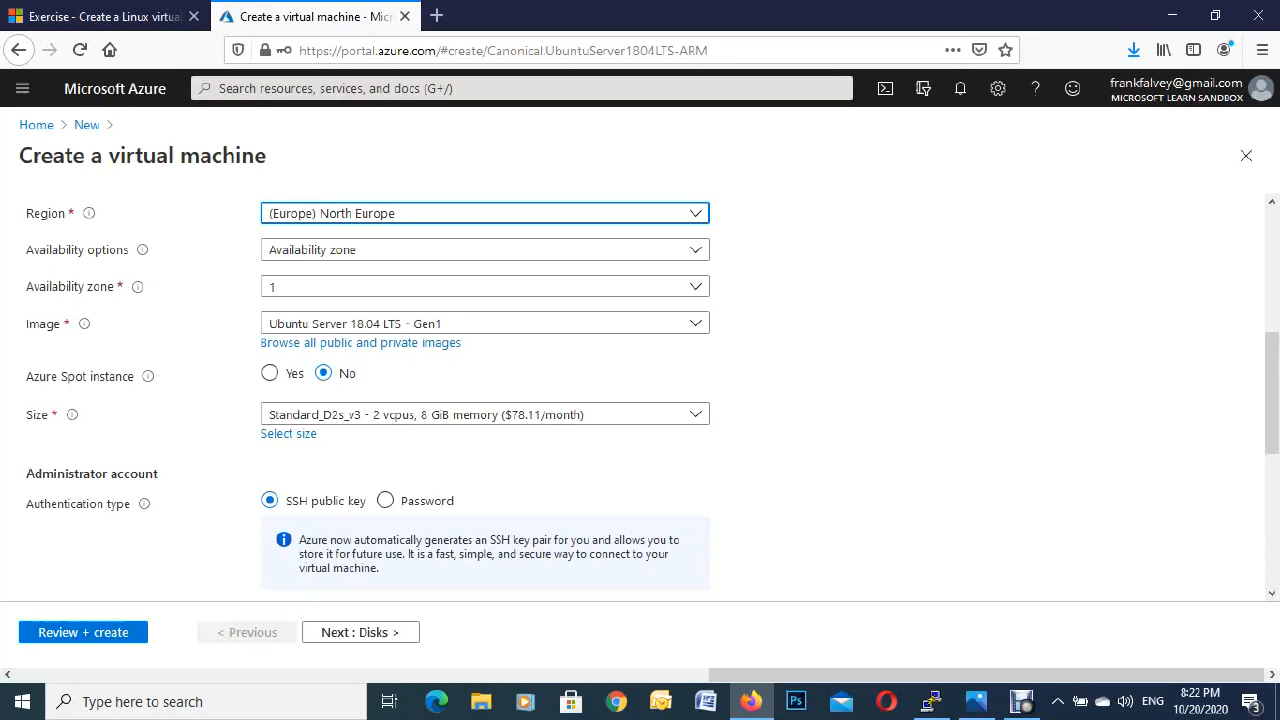 Exercise - Create a Linux virtua
Create a virtual machine - Micr
https://portal.azure.com/#create/Canonical.UbuntuServer1804LTS-ARM
Microsoft Azure
Search resources, services, and docs (G+/)
frankfalvey@gmail.com
MICROSOFT LEARN SANDBOX
Home > New >
Create a virtual machine
Region *
(Europe) North Europe
Availability options
Availability zone
Availability zone *
1
Image *
Ubuntu Server 18.04 LTS - Gen1
Browse all public and private images
Azure Spot instance
Yes No
Size *
Standard_D2s_v3 - 2 vcpus, 8 GiB memory ($78.11/month)
Select size
Administrator account
Authentication type
SSH public key Password
Azure now automatically generates an SSH key pair for you and allows you to
store it for future use. It is a fast, simple, and secure way to connect to your
virtual machine.
Review + create
< Previous
Next : Disks >
Type here to search
ENG
8:22 PM
10/20/2020
3